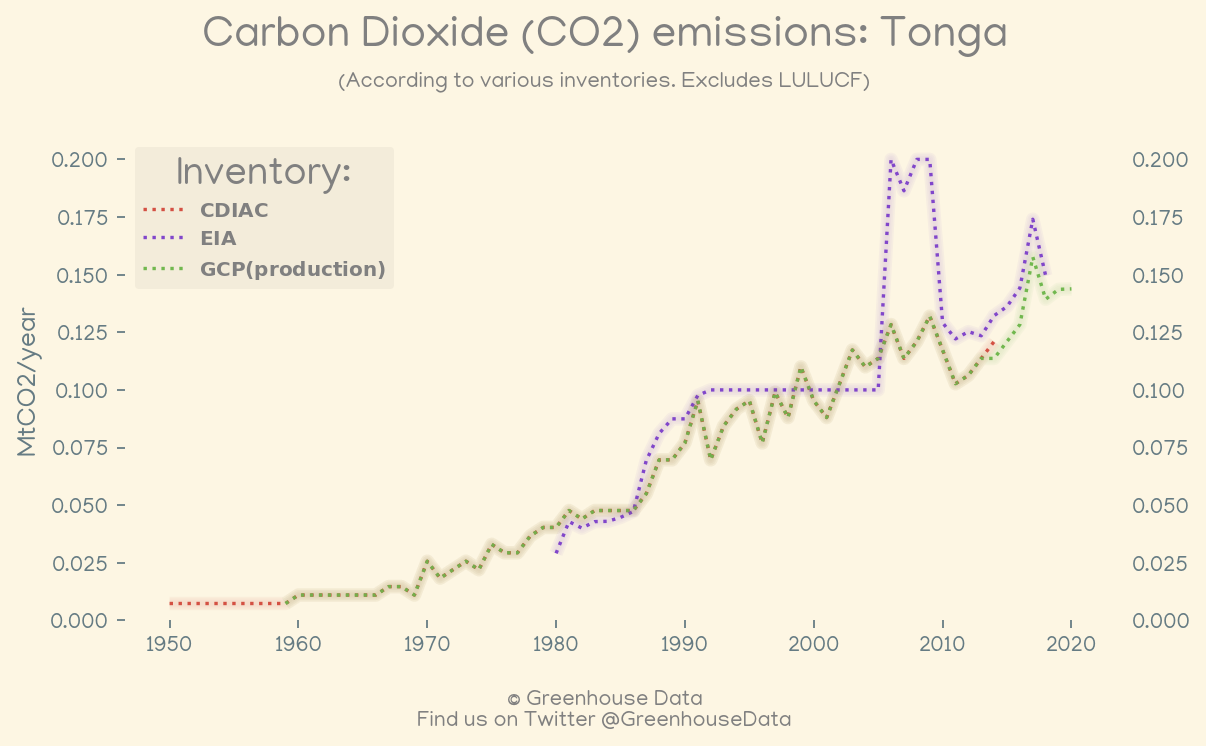 Carbon Dioxide (CO2) emissions: Tonga
(According to various inventories. Excludes LULUCF)
Inventory:
CDIAC
EIA
GCP(production)
MtCO2/year
0.200
0.175
0.150
0.125
0.100
0.075
0.050
0.025
0.000
0.200
0.175
0.150
0.125
0.100
0.075
0.050
0.025
0.000
1950 1960 1970 1980 1990 2000 2010 2020
© Greenhouse Data
Find us on Twitter @GreenhouseData